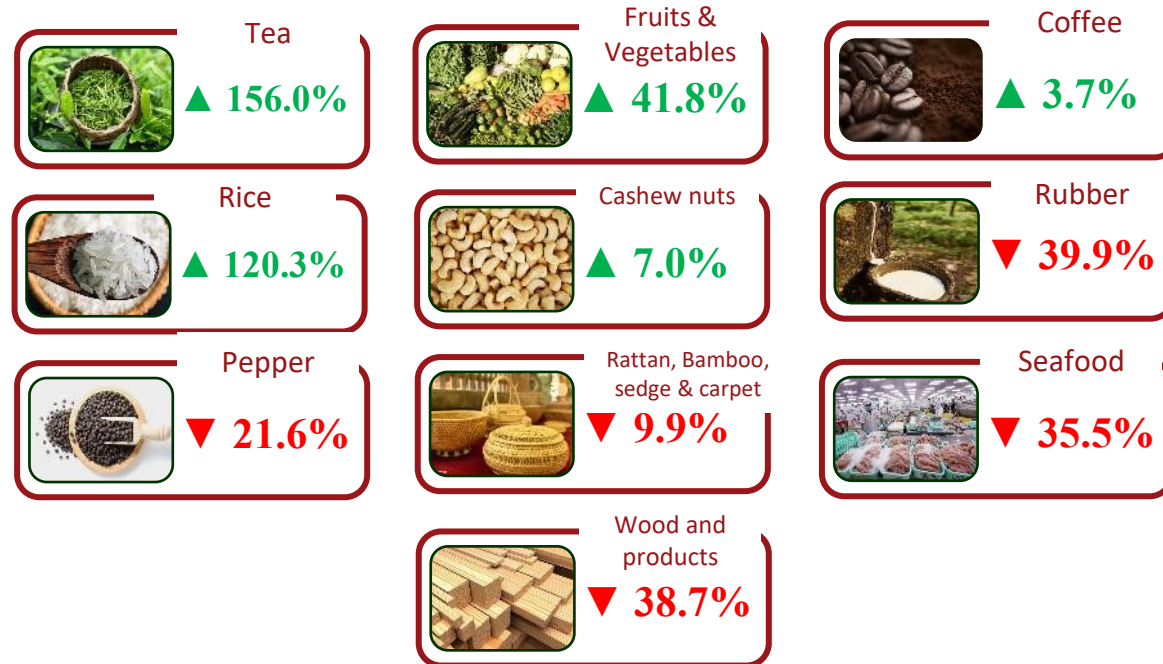 Tea
▲ 156.0%
Fruits &
Vegetables
▲ 41.8%
Coffee
▲ 3.7%
Rice
▲ 120.3%
Cashew nuts
▲ 7.0%
Rubber
▼ 39.9%
Pepper
▼ 21.6%
Rattan, Bamboo,
sedge & carpet
▼ 9.9%
Seafood
▼ 35.5%
Wood and
products
▼ 38.7%